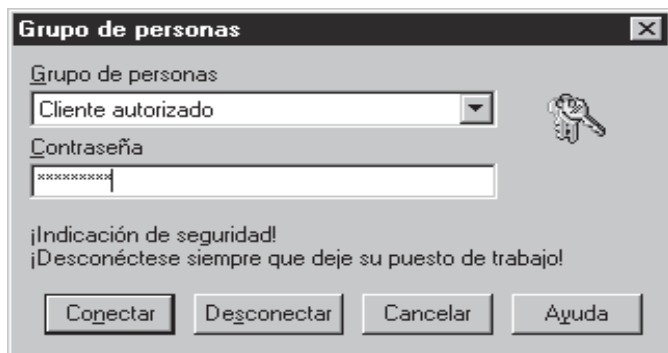 Grupo de personas
Grupo de personas
Cliente autorizado
Contraseña
*********
¡Indicación de seguridad!
¡Desconéctese siempre que deje su puesto de trabajo!
Conectar Desconectar Cancelar Ayuda